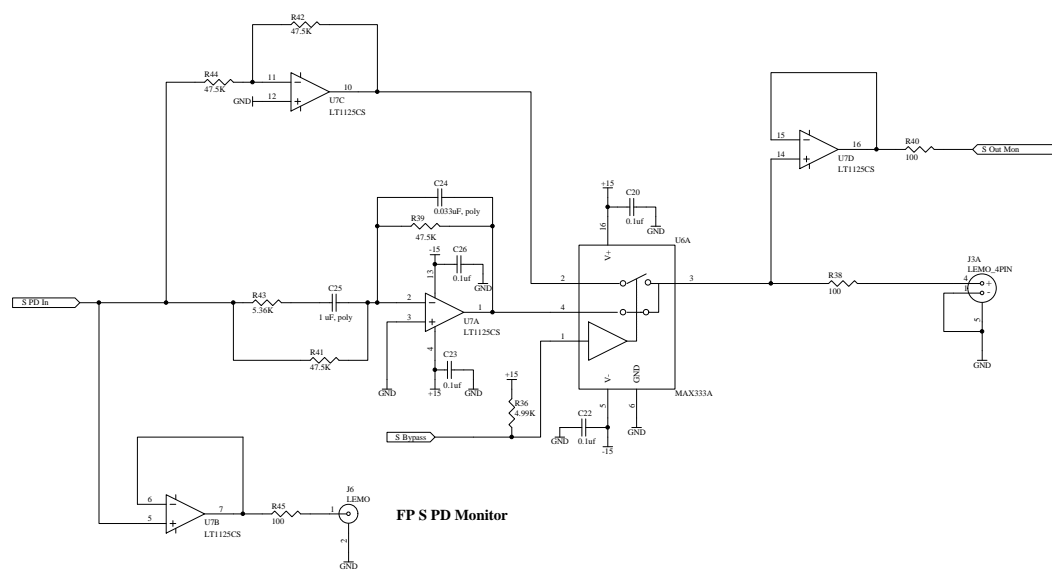 R42
47.5K
R44
47.5K
11
12
GND
10
U7C
LT1125CS
15
14
16
U7D
LT1125CS
R40
100
S Out Mon
C24
0.033uF, poly
R39
47.5K
-15
C26
0.1uf
GND
13
+15
C20
0.1uf
GND
16
U6A
V+
J3A
LEMO_4PIN
2
3
R38
100
4
+
1
-
5
GND
S PD In
R43
5.36K
C25
1 uF, poly
2
3
1
U7A
LT1125CS
4
4
1
R41
47.5K
GND
C23
0.1uf
+15
GND
+15
R36
4.99K
V-
GND
MAX333A
5
6
S Bypass
C22
0.1uf
GND
-15
GND
6
5
7
U7B
LT1125CS
R45
100
J6
LEMO
1
2
GND
FP S PD Monitor